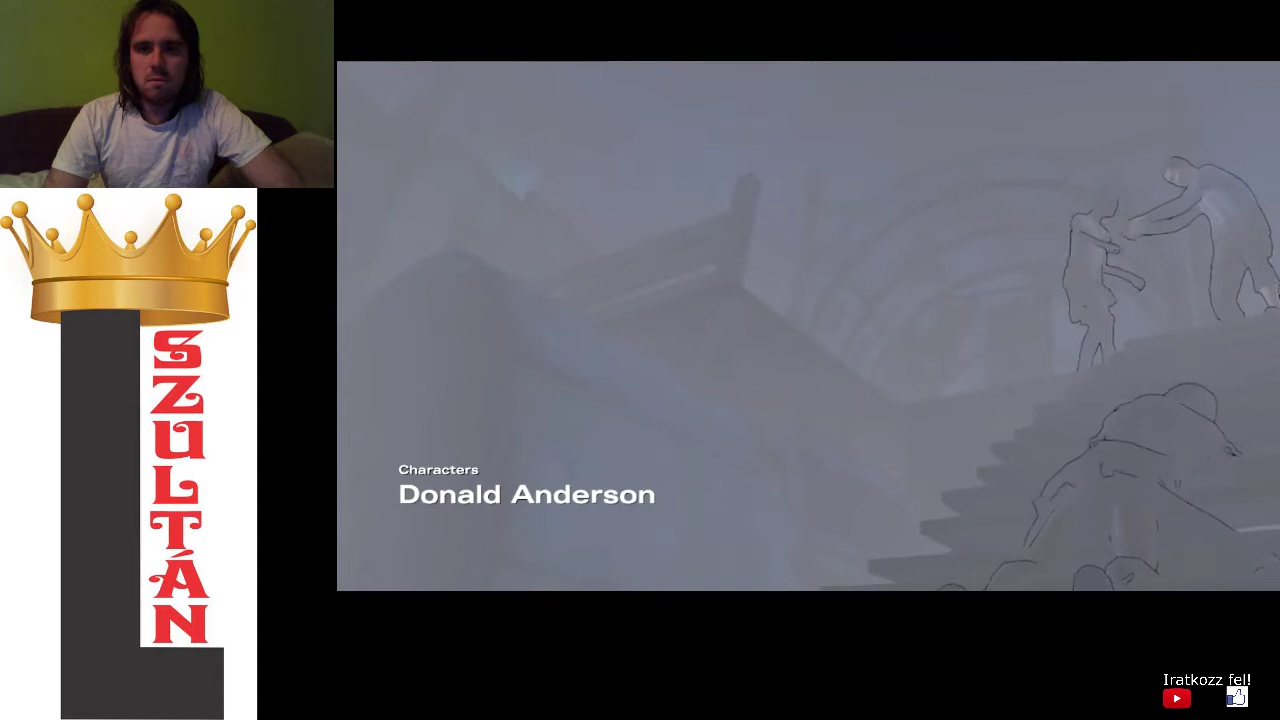 L
SZULTÁN
Characters
Donald Anderson
Iratkozz fel!